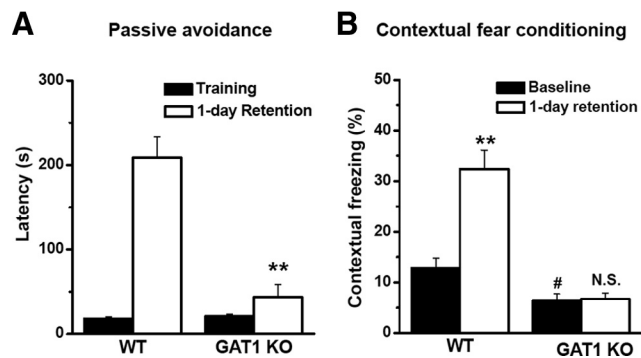 A
Passive avoidance
Training
1-day Retention
Latency (s)
300
200
100
0
**
WT
GAT1 KO
B
Contextual fear conditioning
Baseline
1-day retention
Contextual freezing (%)
50
40
30
20
10
0
**
#
N.S.
WT
GAT1 KO